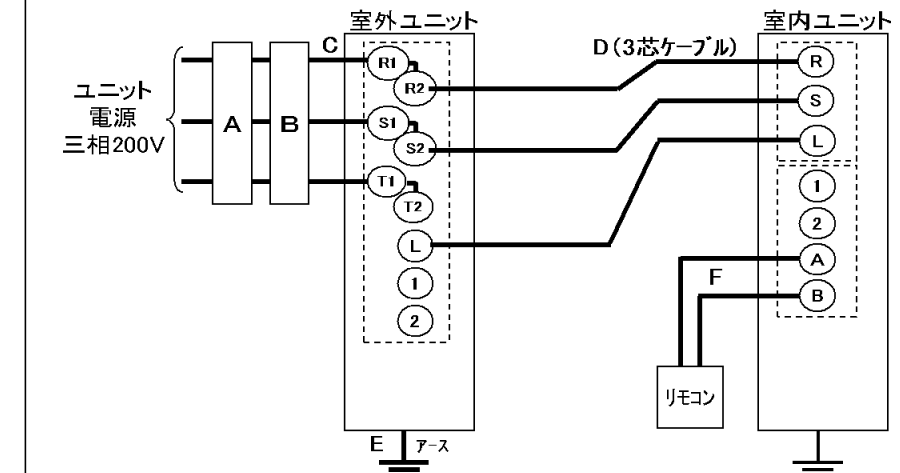 室外ユニット
室内ユニット
C
D(3芯ケーブル)
R1
R2
R
ユニット
電源
三相200V
A
B
S1
S2
S
L
T1
T2
1
2
L
A
1
F
B
2
リモコン
E
アース